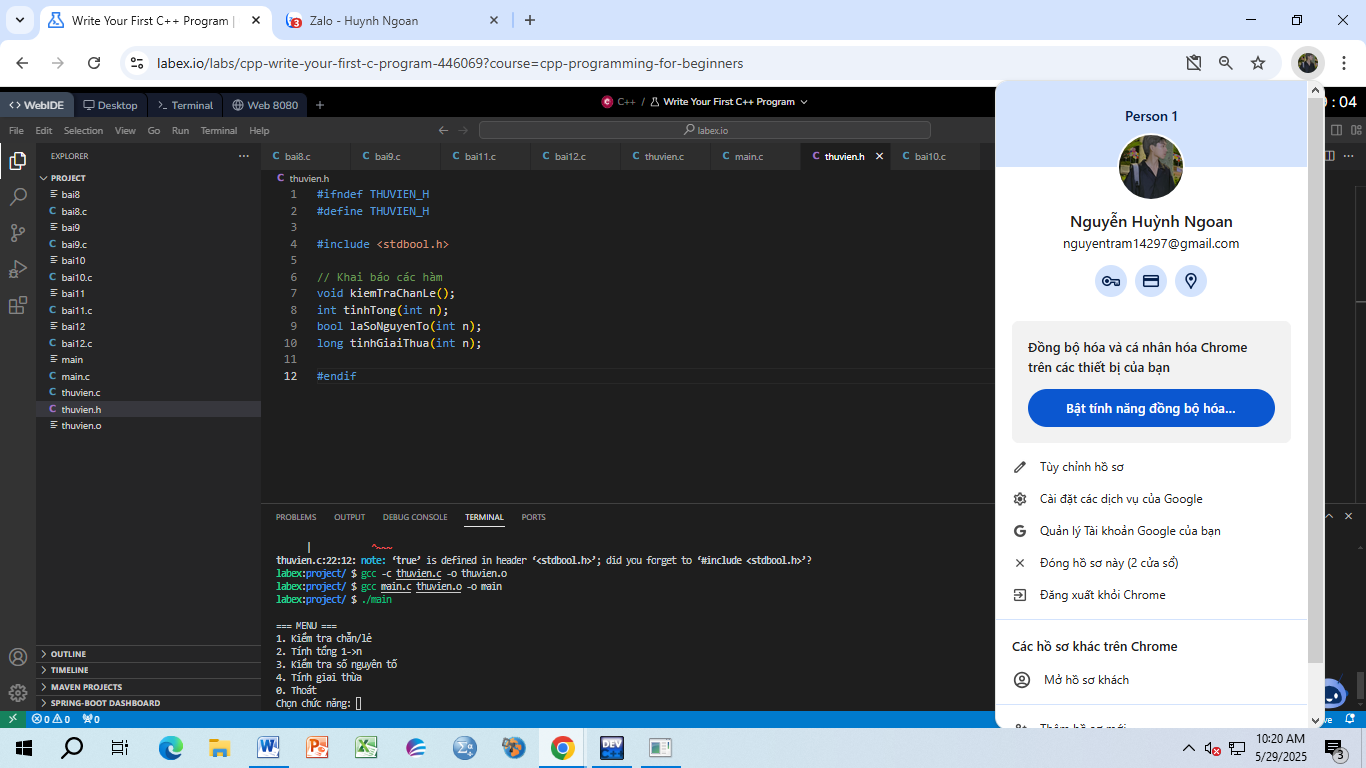 Write Your First C++ Program |
Zalo - Huynh Ngoan
labex.io/labs/cpp-write-your-first-c-program-446069?course=cpp-programming-for-beginners
WebIDE
Desktop
Terminal
Web 8080
C++ / Write Your First C++ Program
: 04
File Edit Selection View Go Run Terminal Help
labex.io
EXPLORER
PROJECT
bai8
bai8.c
bai9
bai9.c
bai10
bai10.c
bai11
bai11.c
bai12
bai12.c
main
main.c
thuvien.c
thuvien.h
thuvien.o
OUTLINE
TIMELINE
MAVEN PROJECTS
SPRING-BOOT DASHBOARD
bai8.c bai9.c bai11.c bai12.c thuvien.c main.c thuvien.h bai10.c
thuvien.h
1 #ifndef THUVIEN_H
2 #define THUVIEN_H
3
4 #include <stdbool.h>
5
6 // Khai báo các hàm
7 void kiemTraChanLe();
8 int tinhTong(int n);
9 bool laSoNguyenTo(int n);
10 long tinhGiaiThua(int n);
11
12 #endif
PROBLEMS OUTPUT DEBUG CONSOLE TERMINAL PORTS
| ^~~~
thuvien.c:22:12: note: ‘true’ is defined in header ‘<stdbool.h>’; did you forget to ‘#include <stdbool.h>’?
labex:project/ $ gcc -c thuvien.c -o thuvien.o
labex:project/ $ gcc main.c thuvien.o -o main
labex:project/ $ ./main
=== MENU ===
1. Kiểm tra chẵn/lẻ
2. Tính tổng 1->n
3. Kiểm tra số nguyên tố
4. Tính giai thừa
0. Thoát
Chọn chức năng:
0 0 0
Person 1
Nguyễn Huỳnh Ngoan
nguyentram14297@gmail.com
Đồng bộ hóa và cá nhân hóa Chrome
trên các thiết bị của bạn
Bật tính năng đồng bộ hóa...
Tùy chỉnh hồ sơ
Cài đặt các dịch vụ của Google
Quản lý Tài khoản Google của bạn
Đóng hồ sơ này (2 cửa sổ)
Đăng xuất khỏi Chrome
Các hồ sơ khác trên Chrome
Mở hồ sơ khách
10:20 AM
5/29/2025
3